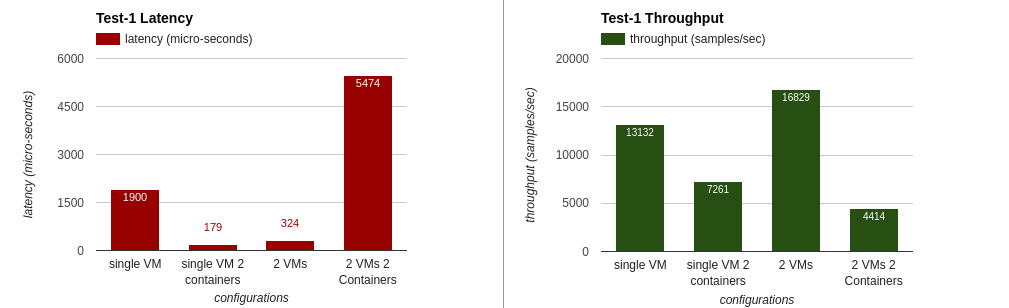 Test-1 Latency
latency (micro-seconds)
6000
4500
3000
1500
0
latency (micro-seconds)
1900
179
324
5474
single VM
single VM 2
containers
2 VMs
2 VMs 2
Containers
configurations
Test-1 Throughput
throughput (samples/sec)
20000
15000
10000
5000
0
throughput (samples/sec)
13132
7261
16829
4414
single VM
single VM 2
containers
2 VMs
2 VMs 2
Containers
configurations